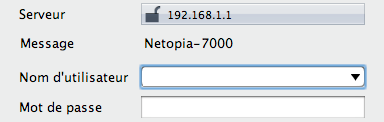 Serveur 192.168.1.1
Message Netopia-7000
Nom d'utilisateur
Mot de passe